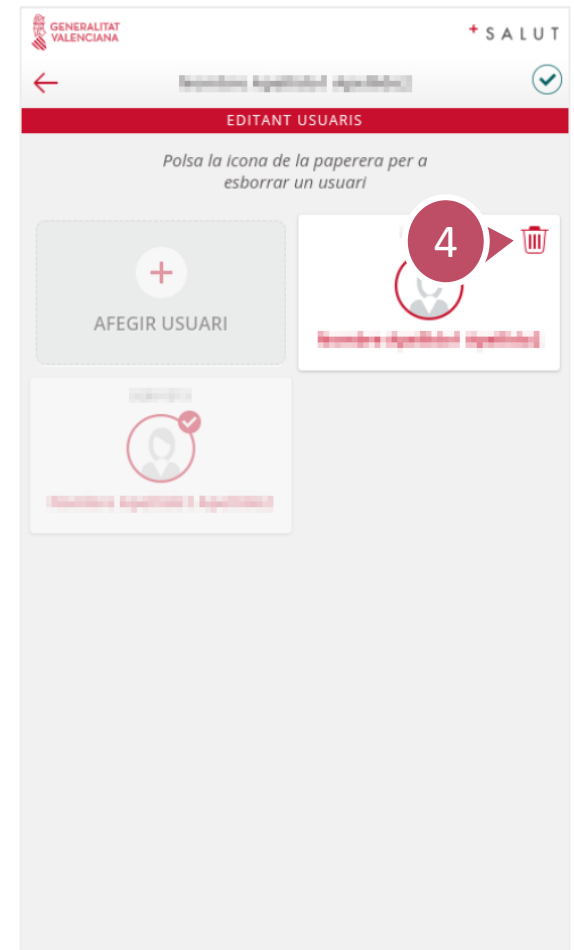 GENERALITAT
VALENCIANA
+SALUT
EDITANT USUARIS
Polsa la icona de la paperera per a
esborrar un usuari
4
AFEGIR USUARI